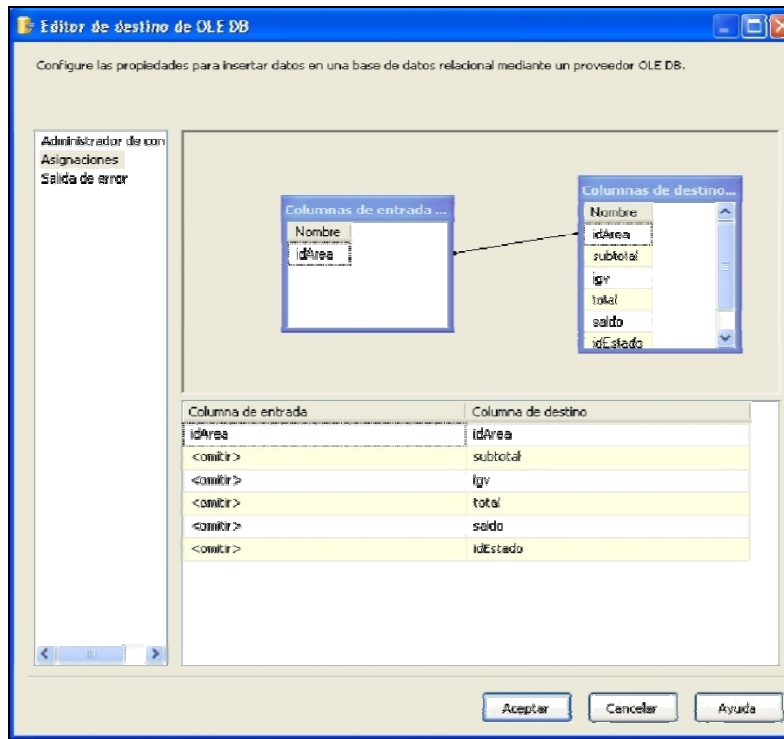 Editor de destino de OLE DB
Configure las propiedades para insertar datos en una base de datos relacional mediante un proveedor OLE DB.
Administrador de con
Asignaciones
Salida de error
Columnas de entrada ...
Nombre
idArea
Columnas de destino...
Nombre
idArea
subtotal
igv
total
saldo
idEstado
Columna de entrada Columna de destino
idArea idArea
<omitir> subtotal
<omitir> igv
<omitir> total
<omitir> saldo
<omitir> idEstado
Aceptar Cancelar Ayuda